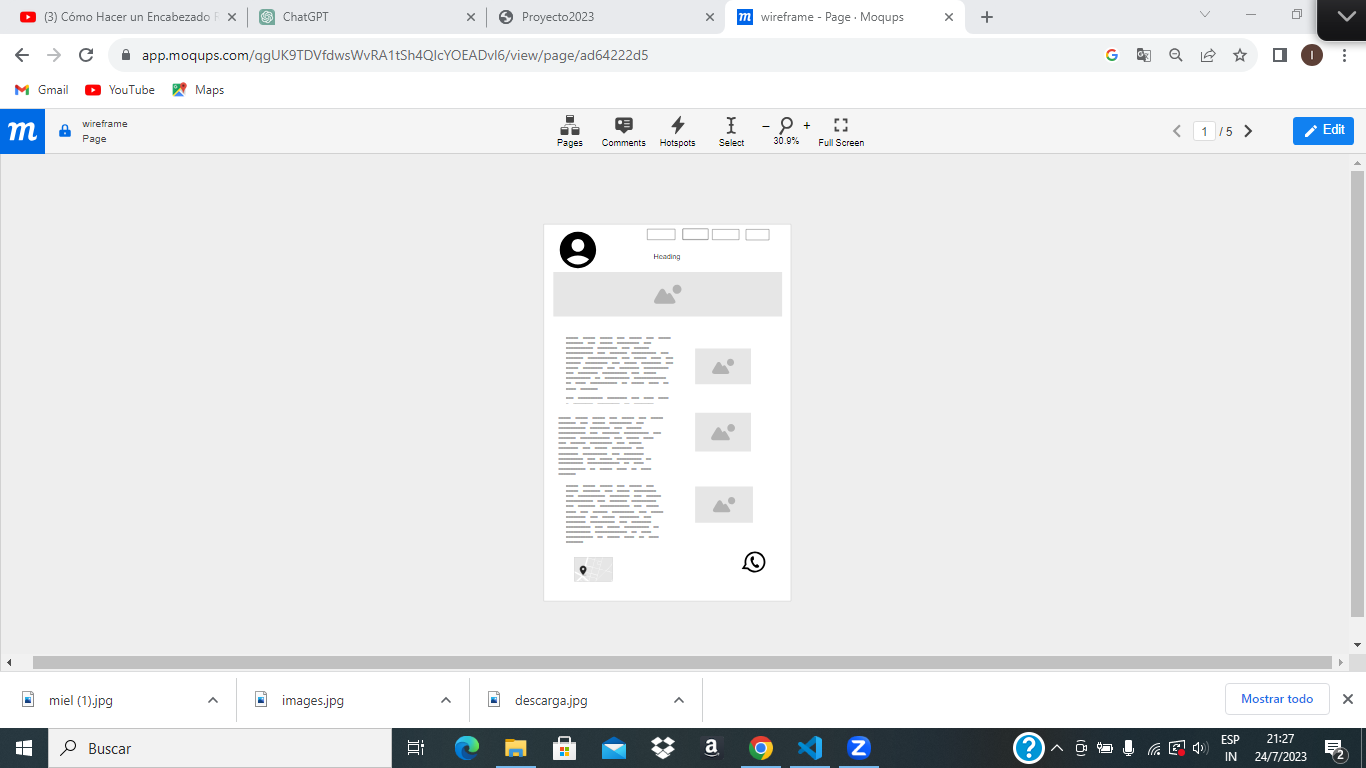 (3) Cómo Hacer un Encabezado F
ChatGPT
Proyecto2023
wireframe - Page · Moqups
app.moqups.com/qgUK9TDVfdwsWvRA1tSh4QIcYOEADvl6/view/page/ad64222d5
I
Gmail
YouTube
Maps
m
wireframe
Page
Pages
Comments
Hotspots
Select
30.9%
Full Screen
1 / 5
Edit
Heading
miel (1).jpg
images.jpg
descarga.jpg
Mostrar todo
Buscar
ESP
IN
21:27
24/7/2023
2